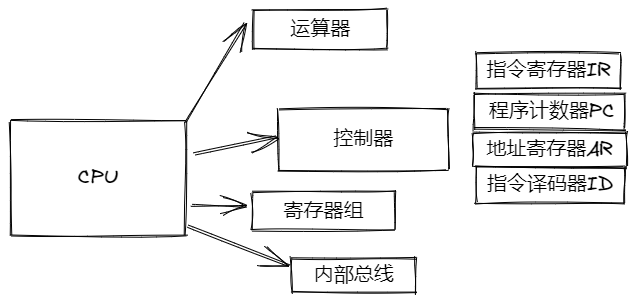 运算器
指令寄存器IR
程序计数器PC
控制器
地址寄存器AR
CPU
指令译码器ID
寄存器组
内部总线